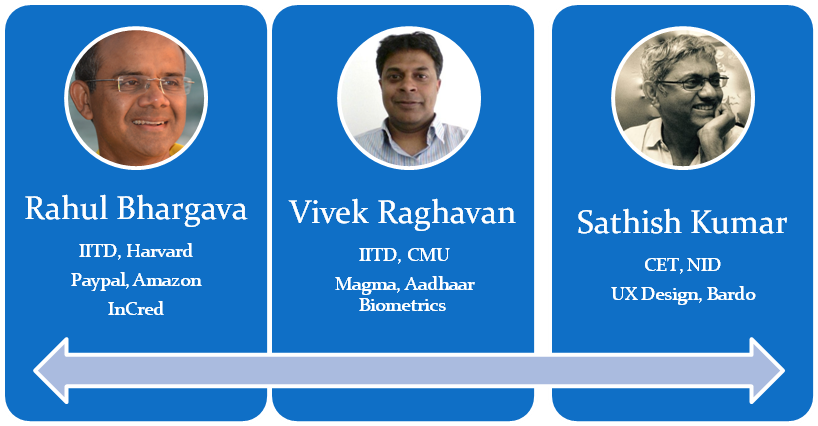 Rahul Bhargava
IITD, Harvard
Paypal, Amazon
InCred
Vivek Raghavan
IITD, CMU
Magma, Aadhaar
Biometrics
Sathish Kumar
CET, NID
UX Design, Bardo